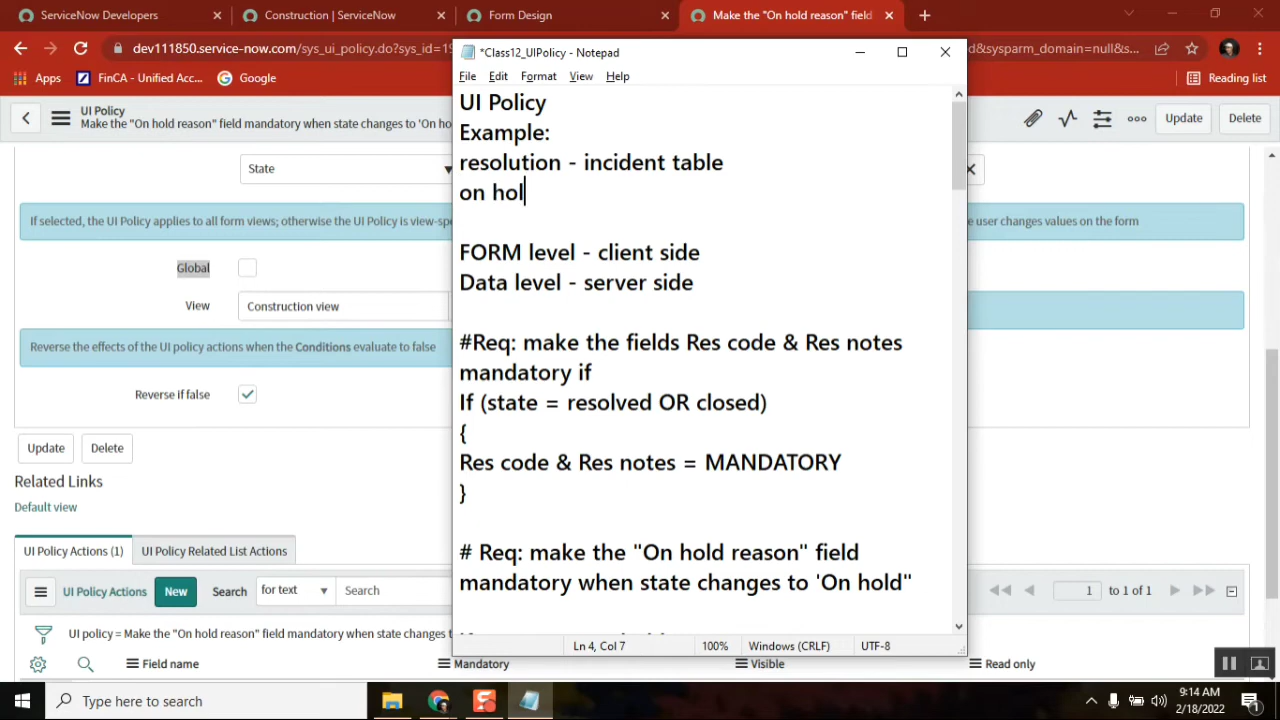 ServiceNow Developers
Construction | ServiceNow
Form Design
Make the "On hold reason" field
dev111850.service-now.com/sys_ui_policy.do?sys_id=19
d&sysparm_domain=null&s...
Apps
FinCA - Unified Acc...
Google
Reading list
*Class12_UIPolicy - Notepad
File Edit Format View Help
UI Policy
Make the "On hold reason" field mandatory when state changes to 'On ho
Update
Delete
State
If selected, the UI Policy applies to all form views; otherwise the UI Policy is view-spe
e user changes values on the form
Global
View
Construction view
Reverse the effects of the UI policy actions when the Conditions evaluate to false
Reverse if false
Update
Delete
Related Links
Default view
UI Policy Actions (1)
UI Policy Related List Actions
UI Policy Actions
New
Search
for text
Search
1
to 1 of 1
UI policy = Make the "On hold reason" field mandatory when state changes t
Field name
Mandatory
Visible
Read only
UI Policy
Example:
resolution - incident table
on hol
FORM level - client side
Data level - server side
#Req: make the fields Res code & Res notes
mandatory if
If (state = resolved OR closed)
{
Res code & Res notes = MANDATORY
}
# Req: make the "On hold reason" field
mandatory when state changes to 'On hold"
Ln 4, Col 7
100%
Windows (CRLF)
UTF-8
Type here to search
9:14 AM
2/18/2022
1